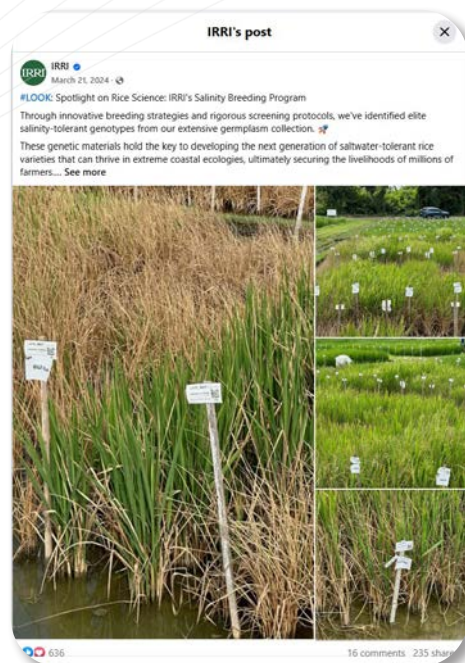 IRRI's post
IRRI
IRRI
March 21, 2024 ·
#LOOK: Spotlight on Rice Science: IRRI's Salinity Breeding Program
Through innovative breeding strategies and rigorous screening protocols, we've identified elite
salinity-tolerant genotypes from our extensive germplasm collection. 🚀
These genetic materials hold the key to developing the next generation of saltwater-tolerant rice
varieties that can thrive in extreme coastal ecologies, ultimately securing the livelihoods of millions of
farmers.... See more
636
16 comments 235 share